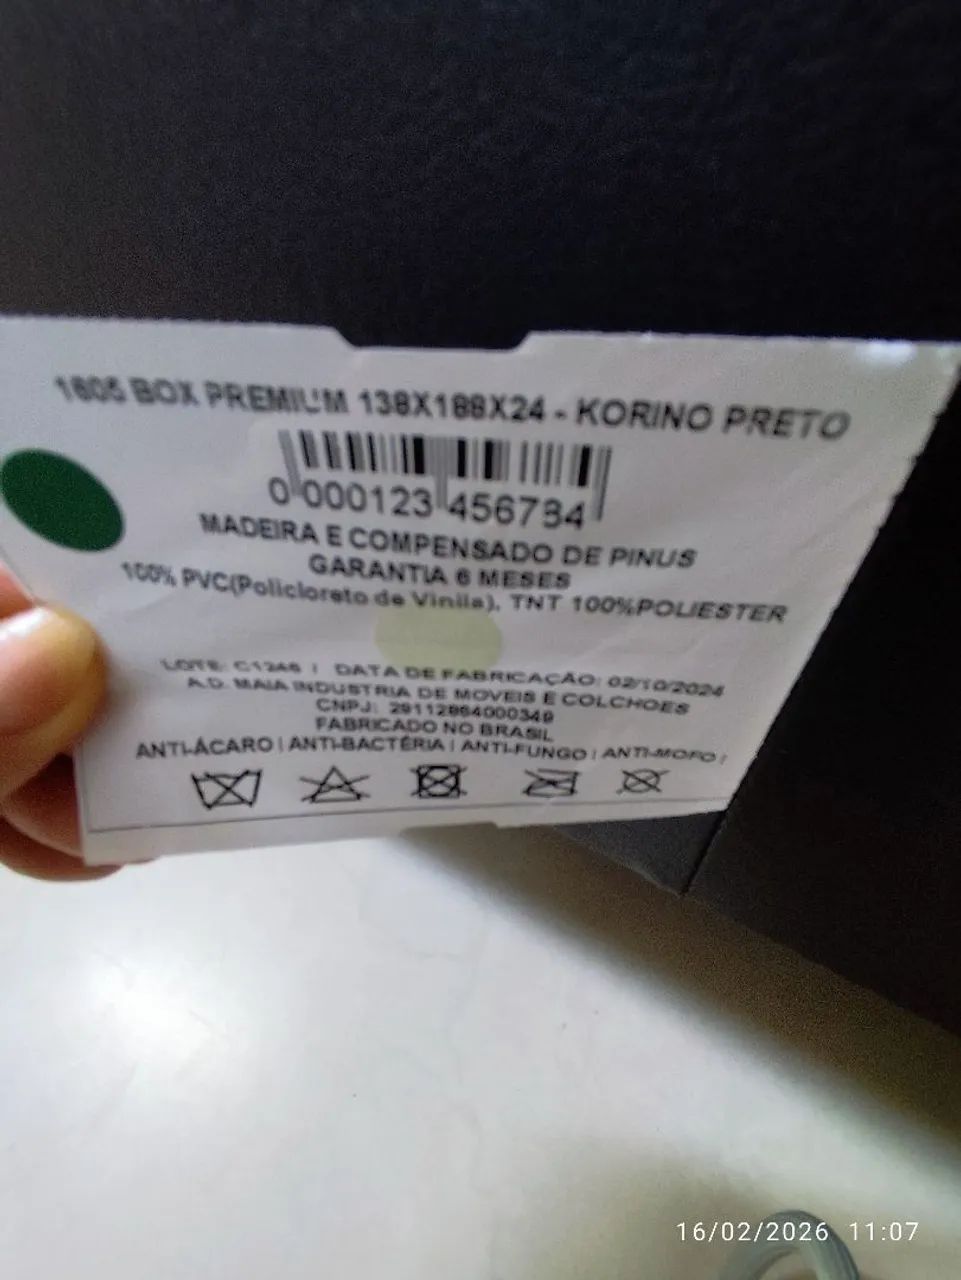 1605 BOX PREMIUM 138X188X24 - KORINO PRETO
0 000123 456784
MADEIRA E COMPENSADO DE PINUS
GARANTIA 6 MESES
100% PVC(Policloreto de Vinila), TNT 100%POLIESTER
LOTE: C1246 | DATA DE FABRICAÇÃO: 02/10/2024
A.D. MAIA INDUSTRIA DE MOVEIS E COLCHOES
CNPJ: 29112864000349
FABRICADO NO BRASIL
ANTI-ÁCARO | ANTI-BACTÉRIA | ANTI-FUNGO | ANTI-MOFO |
16/02/2026 11:07